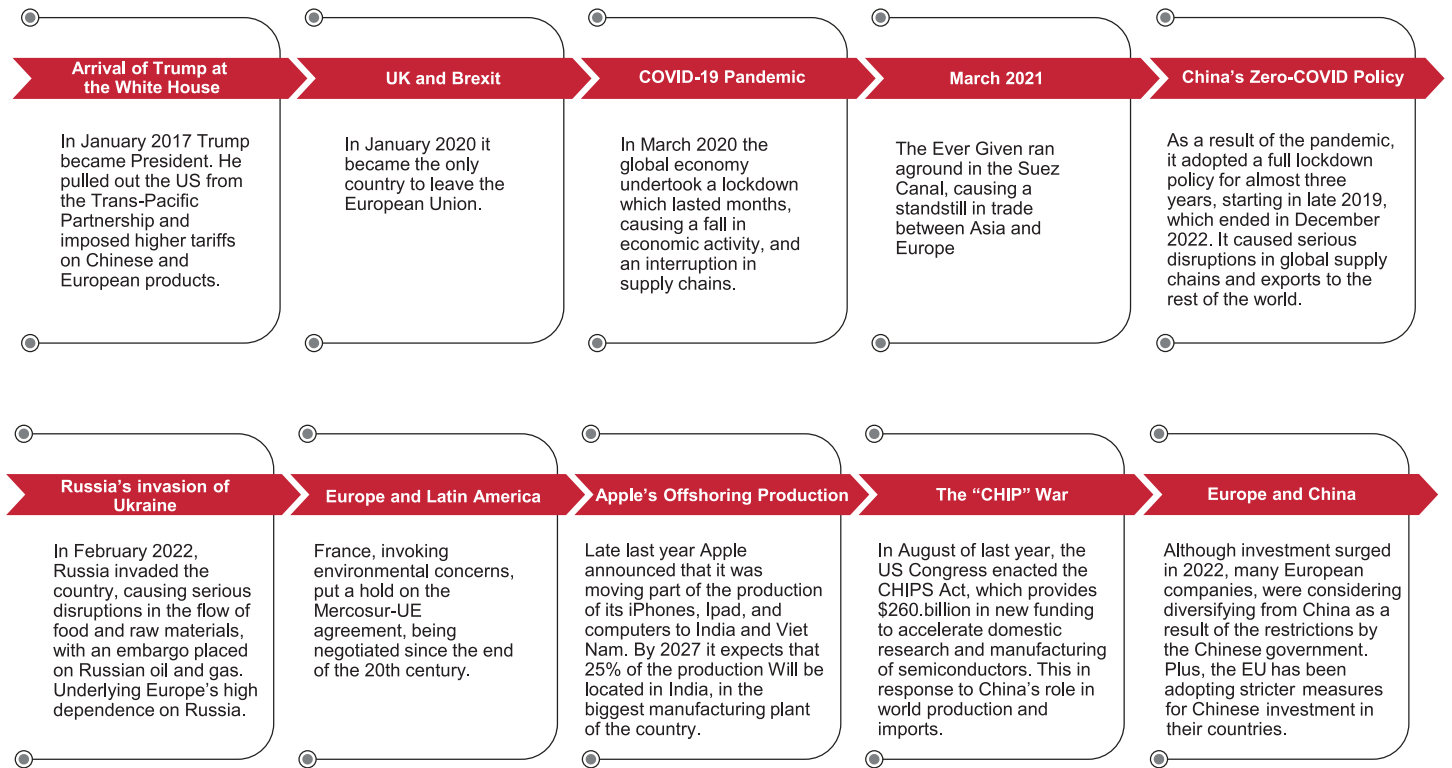 Arrival of Trump at
the White House
In January 2017 Trump
became President. He
pulled out the US from
the Trans-Pacific
Partnership and
imposed higher tariffs
on Chinese and
European products.
UK and Brexit
In January 2020 it
became the only
country to leave the
European Union.
COVID-19 Pandemic
In March 2020 the
global economy
undertook a lockdown
which lasted months,
causing a fall in
economic activity, and
an interruption in
supply chains.
March 2021
The Ever Given ran
aground in the Suez
Canal, causing a
standstill in trade
between Asia and
Europe
China’s Zero-COVID Policy
As a result of the pandemic,
it adopted a full lockdown
policy for almost three
years, starting in late 2019,
which ended in December
2022. It caused serious
disruptions in global supply
chains and exports to the
rest of the world.
Russia’s invasion of
Ukraine
In February 2022,
Russia invaded the
country, causing serious
disruptions in the flow of
food and raw materials,
with an embargo placed
on Russian oil and gas.
Underlying Europe’s high
dependence on Russia.
Europe and Latin America
France, invoking
environmental concerns,
put a hold on the
Mercosur-UE
agreement, being
negotiated since the end
of the 20th century.
Apple’s Offshoring Production
Late last year Apple
announced that it was
moving part of the production
of its iPhones, Ipad, and
computers to India and Viet
Nam. By 2027 it expects that
25% of the production Will be
located in India, in the
biggest manufacturing plant
of the country.
The “CHIP” War
In August of last year, the
US Congress enacted the
CHIPS Act, which provides
$260.billion in new funding
to accelerate domestic
research and manufacturing
of semiconductors. This in
response to China’s role in
world production and
imports.
Europe and China
Although investment surged
in 2022, many European
companies, were considering
diversifying from China as a
result of the restrictions by
the Chinese government.
Plus, the EU has been
adopting stricter measures
for Chinese investment in
their countries.